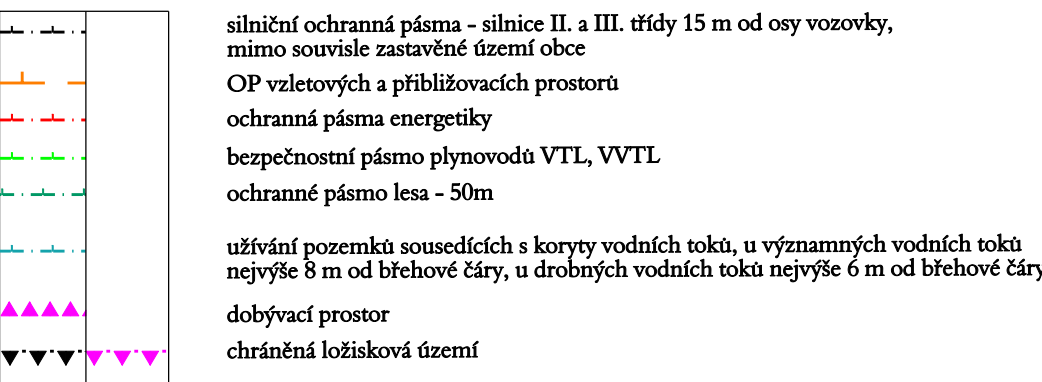 silniční ochranná pásma - silnice II. a III. třídy 15 m od osy vozovky,
mimo souvisle zastavěné území obce
OP vzletových a přibližovacích prostorů
ochranná pásma energetiky
bezpečnostní pásmo plynovodů VTL, VVTL
ochranné pásmo lesa - 50m
užívání pozemků sousedících s koryty vodních toků, u významných vodních toků
nejvýše 8 m od břehové čáry, u drobných vodních toků nejvýše 6 m od břehové čáry
dobývací prostor
chráněná ložisková území